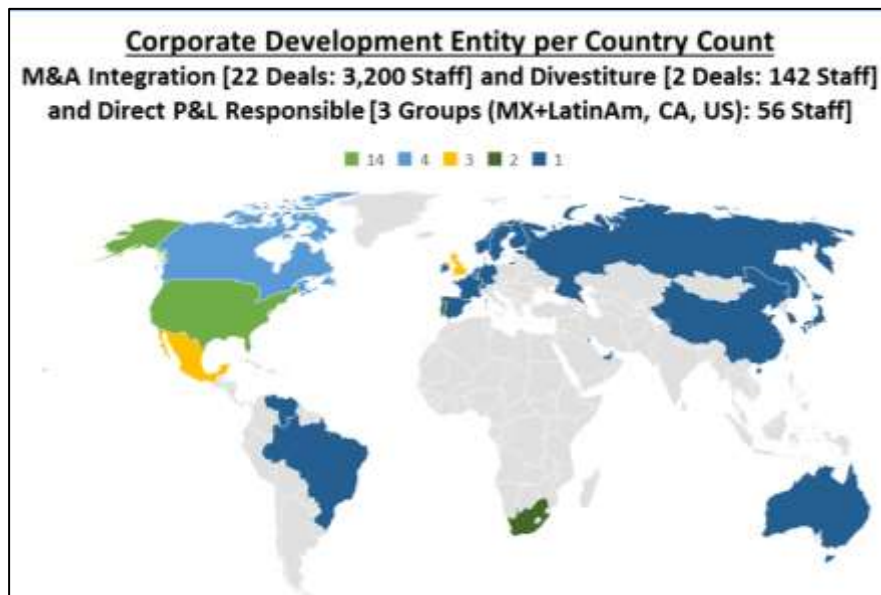 Corporate Development Entity per Country Count
M&A Integration [22 Deals: 3,200 Staff] and Divestiture [2 Deals: 142 Staff]
and Direct P&L Responsible [3 Groups (MX+LatinAm, CA, US): 56 Staff]
14 4 3 2 1